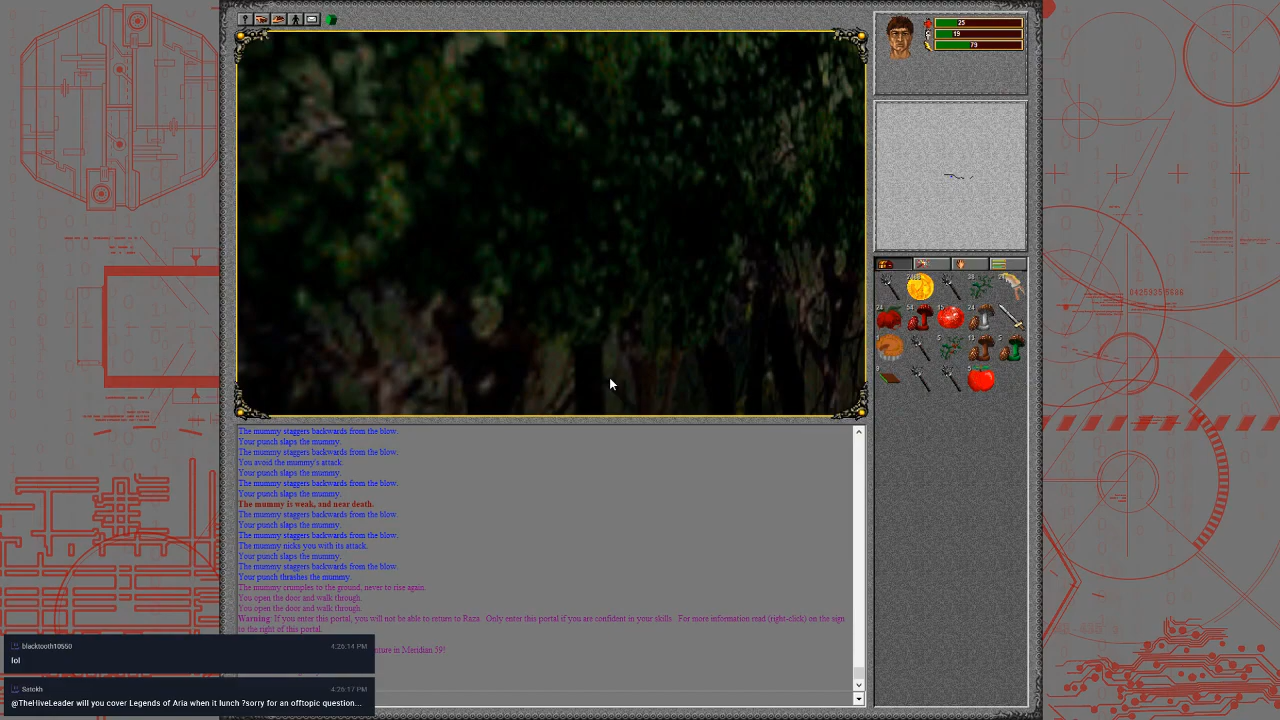 25
19
79
The mummy staggers backwards from the blow.
Your punch slaps the mummy.
The mummy staggers backwards from the blow.
You avoid the mummy's attack.
Your punch slaps the mummy.
The mummy staggers backwards from the blow.
Your punch slaps the mummy.
The mummy is weak, and near death.
The mummy staggers backwards from the blow.
Your punch slaps the mummy.
The mummy staggers backwards from the blow.
The mummy nicks you with its attack.
Your punch slaps the mummy.
The mummy staggers backwards from the blow.
Your punch thrashes the mummy.
The mummy crumples to the ground, never to rise again.
You open the door and walk through.
You open the door and walk through.
Warning: If you enter this portal, you will not be able to return to Raza. Only enter this portal if you are confident in your skills. For more information read (right-click) on the sign
to the right of this portal.
nture in Meridian 59!
blacktooth10550 4:26:14 PM
lol
Satokh 4:26:17 PM
@TheHiveLeader will you cover Legends of Aria when it lunch ?sorry for an offtopic question...